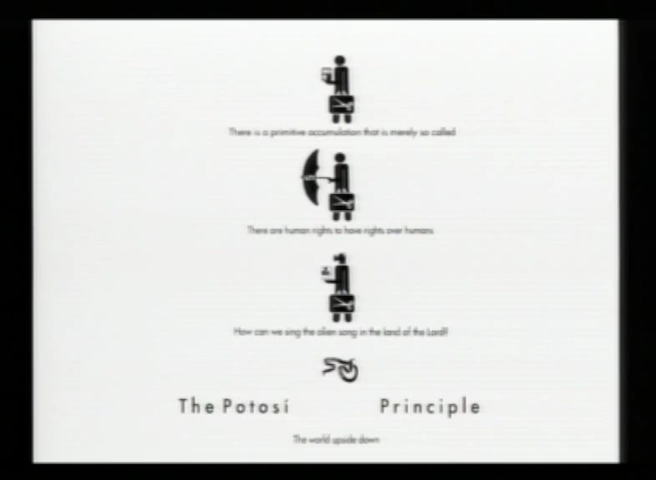 There is a primitive accumulation that is merely so called
There are human rights to have rights over humans
How can we sing the alien song in the land of the Lord?
The Potosí Principle
The world upside down